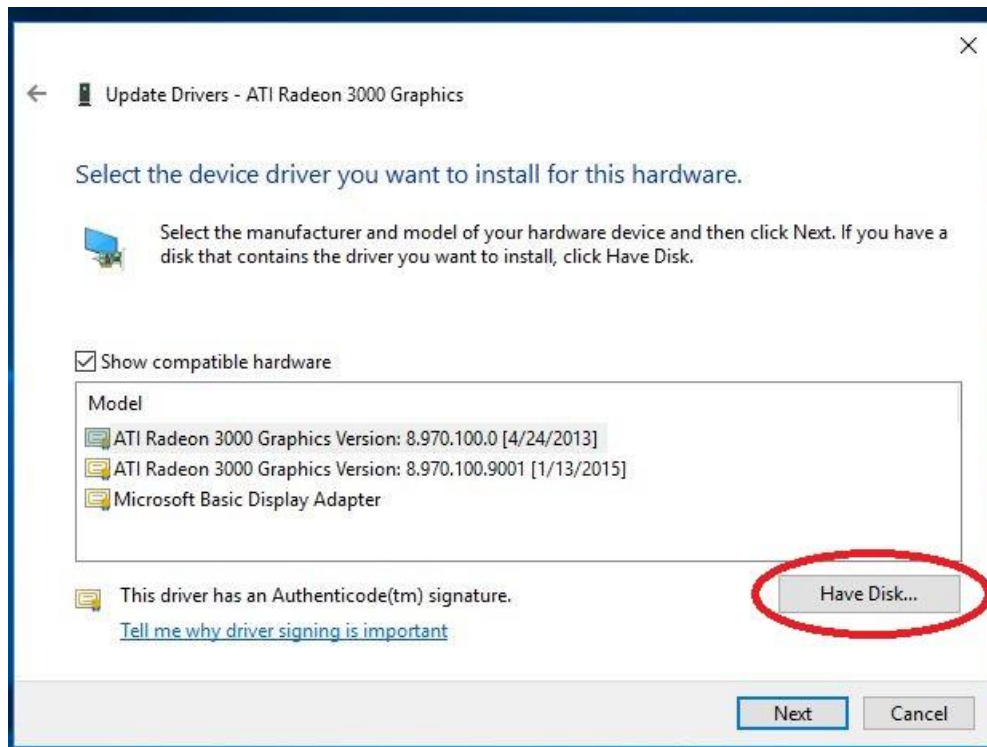 Update Drivers - ATI Radeon 3000 Graphics
Select the device driver you want to install for this hardware.
Select the manufacturer and model of your hardware device and then click Next. If you have a
disk that contains the driver you want to install, click Have Disk.
Show compatible hardware
Model
ATI Radeon 3000 Graphics Version: 8.970.100.0 [4/24/2013]
ATI Radeon 3000 Graphics Version: 8.970.100.9001 [1/13/2015]
Microsoft Basic Display Adapter
This driver has an Authenticode(tm) signature.
Have Disk...
Tell me why driver signing is important
Next
Cancel